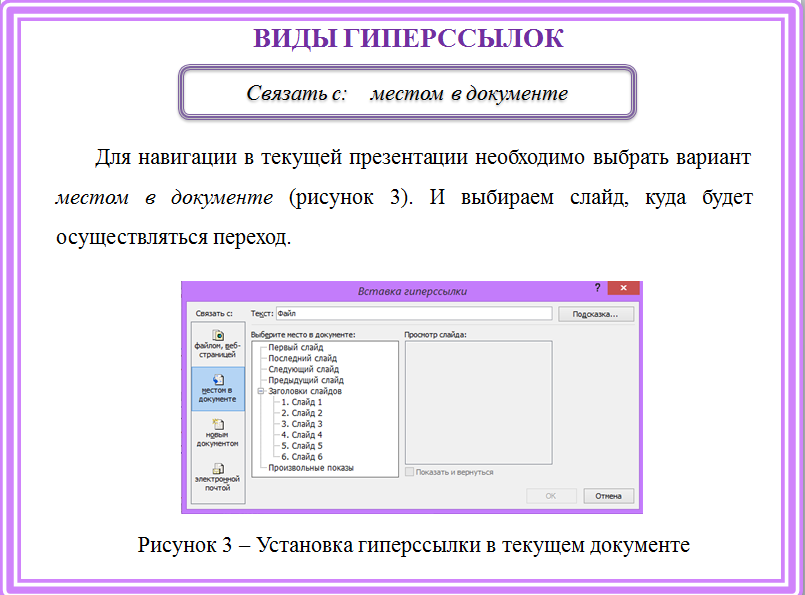 ВИДЫ ГИПЕРССЫЛОК
Связать с: местом в документе
Для навигации в текущей презентации необходимо выбрать вариант
местом в документе (рисунок 3). И выбираем слайд, куда будет
осуществляться переход.
Вставка гиперссылки
? ×
Связать с:
Текст: Файл
Подсказка...
файлом, веб-
страницей
местом в
документе
новым
документом
электронной
почтой
Выберите место в документе:
Первый слайд
Последний слайд
Следующий слайд
Предыдущий слайд
Заголовки слайдов
1. Слайд 1
2. Слайд 2
3. Слайд 3
4. Слайд 4
5. Слайд 5
6. Слайд 6
Произвольные показы
Просмотр слайда:
Показать и вернуться
ОК
Отмена
Рисунок 3 – Установка гиперссылки в текущем документе